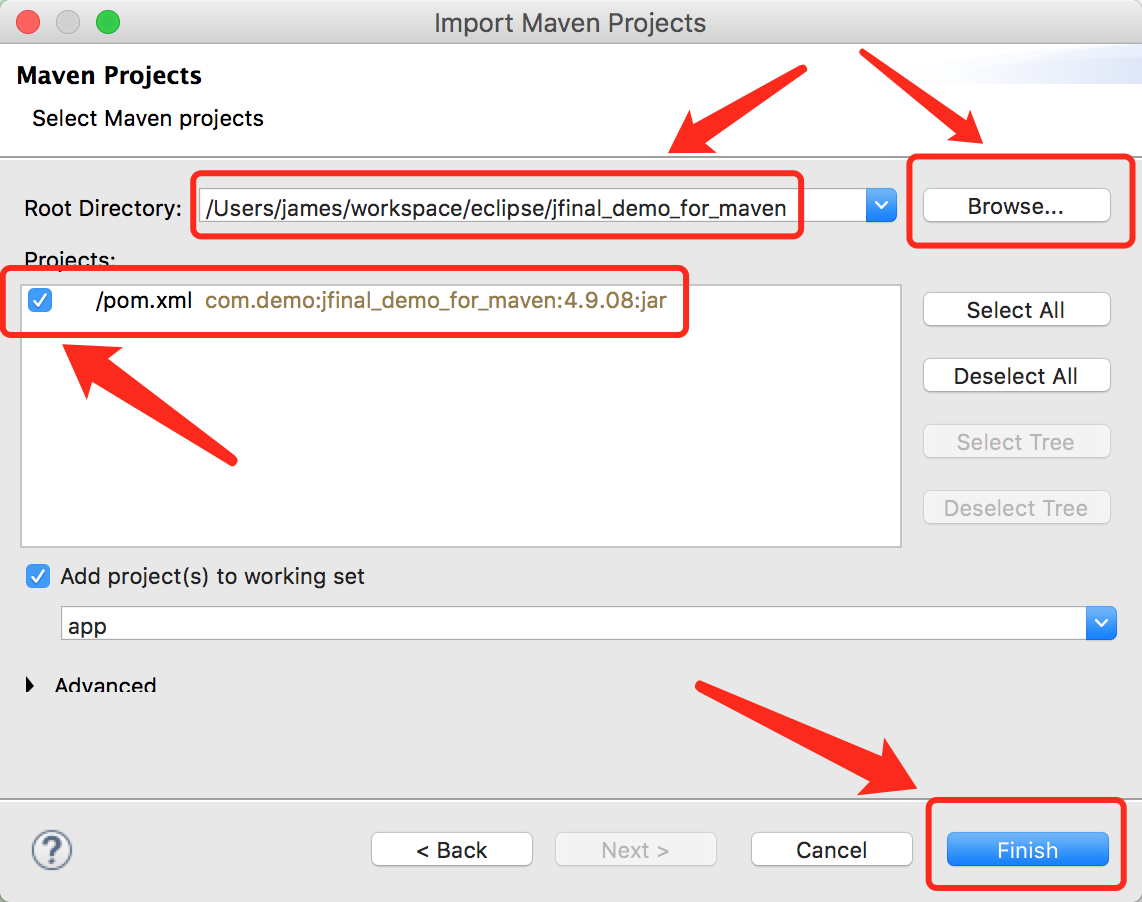 Import Maven Projects
Maven Projects
Select Maven projects
Root Directory: /Users/james/workspace/eclipse/jfinal_demo_for_maven Browse...
Projects:
/pom.xml com.demo:jfinal_demo_for_maven:4.9.08:jar
Select All
Deselect All
Select Tree
Deselect Tree
Add project(s) to working set
app
Advanced
? < Back Next > Cancel Finish